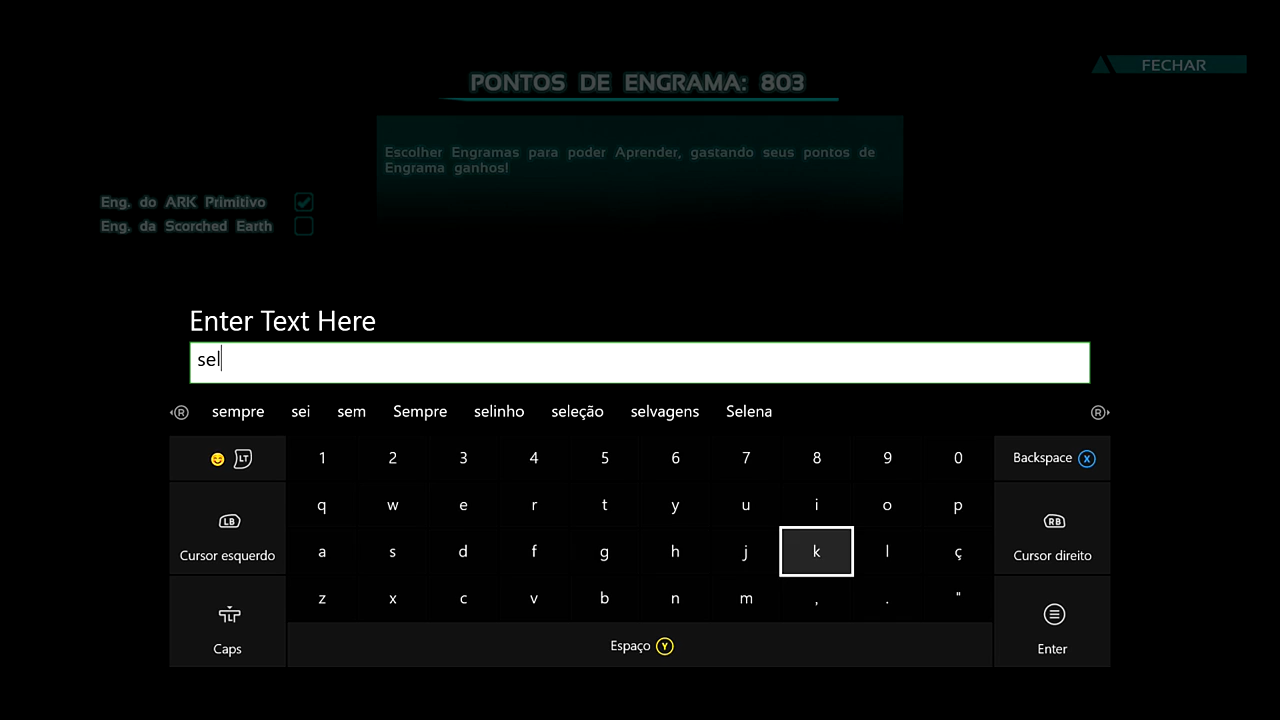 PONTOS DE ENGRAMA: 803
FECHAR
Escolher Engramas para poder Aprender, gastando seus pontos de
Engrama ganhos!
Eng. do ARK Primitivo
Eng. da Scorched Earth
Enter Text Here
sel
R sempre sei sem Sempre selinho seleção selvagens Selena R
LT 1 2 3 4 5 6 7 8 9 0 Backspace X
q w e r t y u i o p
LB RB
Cursor esquerdo a s d f g h j k l ç Cursor direito
z x c v b n m , . "
LT
Caps Espaço Y Enter